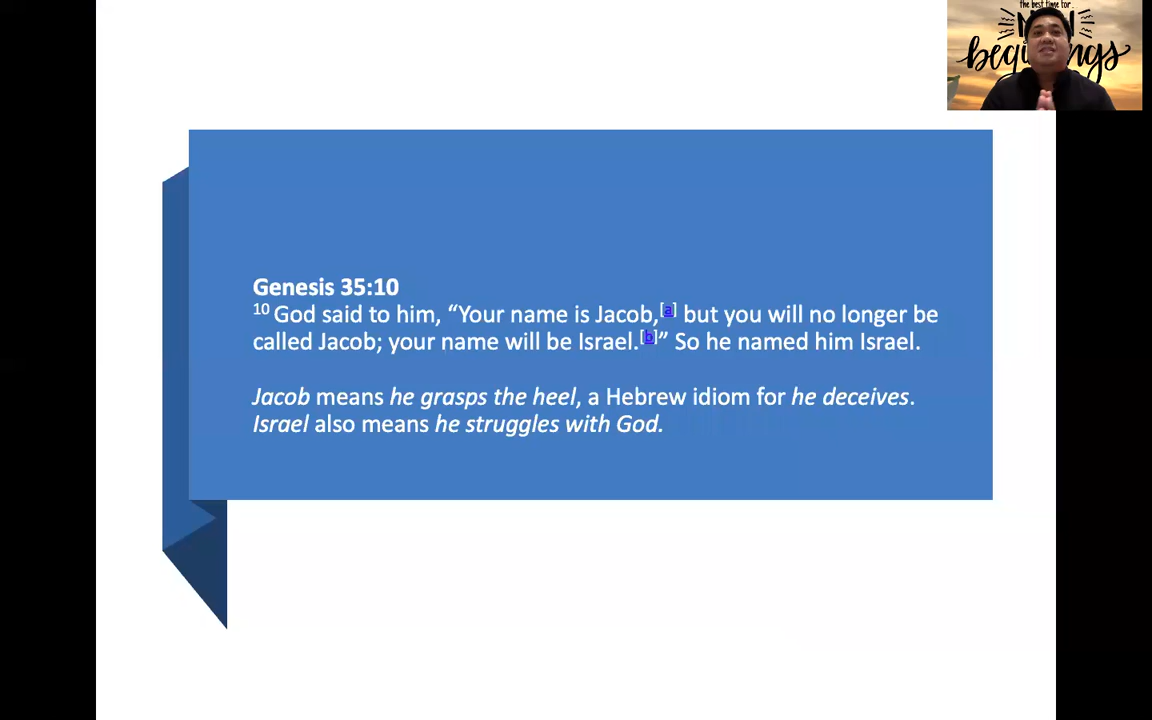 the best time for
beginnings
Genesis 35:10
10 God said to him, “Your name is Jacob,[a] but you will no longer be
called Jacob; your name will be Israel.[b]” So he named him Israel.
Jacob means he grasps the heel, a Hebrew idiom for he deceives.
Israel also means he struggles with God.